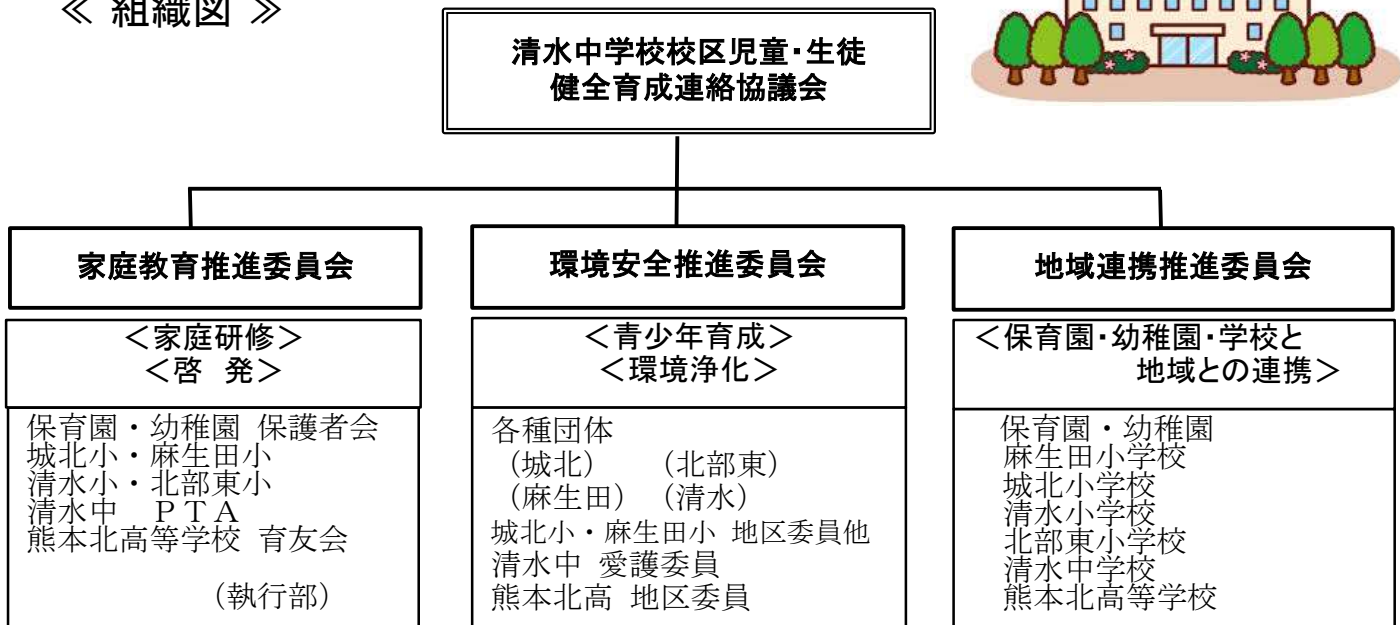 ≪ 組織図 ≫
清水中学校校区児童・生徒
健全育成連絡協議会
家庭教育推進委員会
＜家庭研修＞
＜啓 発＞
保育園・幼稚園 保護者会
城北小・麻生田小
清水小・北部東小
清水中 ＰＴＡ
熊本北高等学校 育友会
（執行部）
環境安全推進委員会
＜青少年育成＞
＜環境浄化＞
各種団体
（城北） （北部東）
（麻生田） （清水）
城北小・麻生田小 地区委員他
清水中 愛護委員
熊本北高 地区委員
地域連携推進委員会
＜保育園・幼稚園・学校と
地域との連携＞
保育園・幼稚園
麻生田小学校
城北小学校
清水小学校
北部東小学校
清水中学校
熊本北高等学校